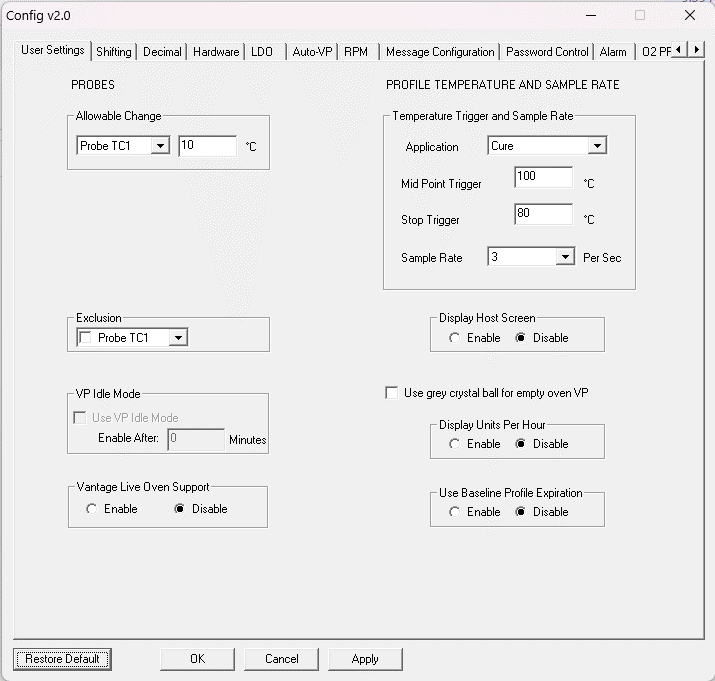 Config v2.0
User Settings
Shifting
Decimal
Hardware
LDO
Auto-VP
RPM
Message Configuration
Password Control
Alarm
O2 PF
PROBES
Allowable Change
Probe TC1
10
°C
Exclusion
Probe TC1
VP Idle Mode
Use VP Idle Mode
Enable After:
0
Minutes
Vantage Live Oven Support
Enable
Disable
PROFILE TEMPERATURE AND SAMPLE RATE
Temperature Trigger and Sample Rate
Application
Cure
Mid Point Trigger
100
°C
Stop Trigger
80
°C
Sample Rate
3
Per Sec
Display Host Screen
Enable
Disable
Use grey crystal ball for empty oven VP
Display Units Per Hour
Enable
Disable
Use Baseline Profile Expiration
Enable
Disable
Restore Default
OK
Cancel
Apply